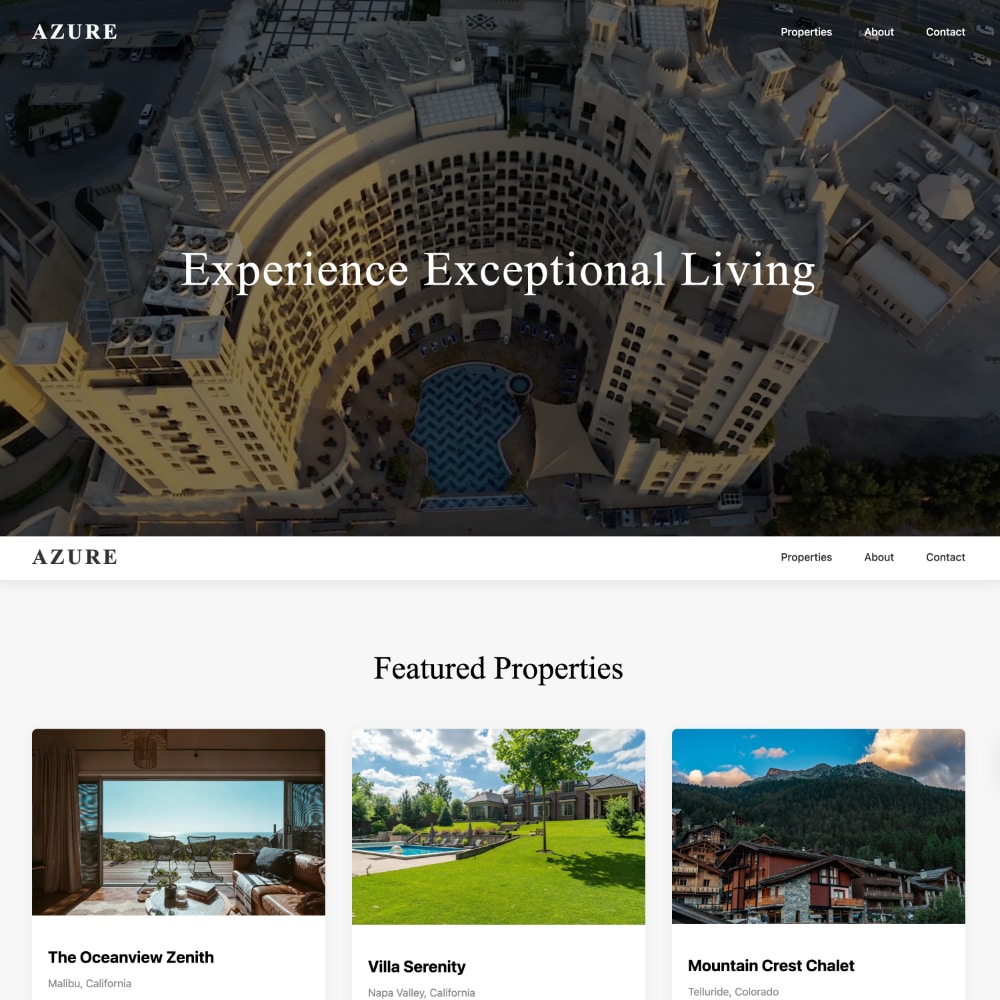 AZURE
Properties
About
Contact
Experience Exceptional Living
AZURE
Properties
About
Contact
Featured Properties
The Oceanview Zenith
Malibu, California
Villa Serenity
Napa Valley, California
Mountain Crest Chalet
Telluride, Colorado